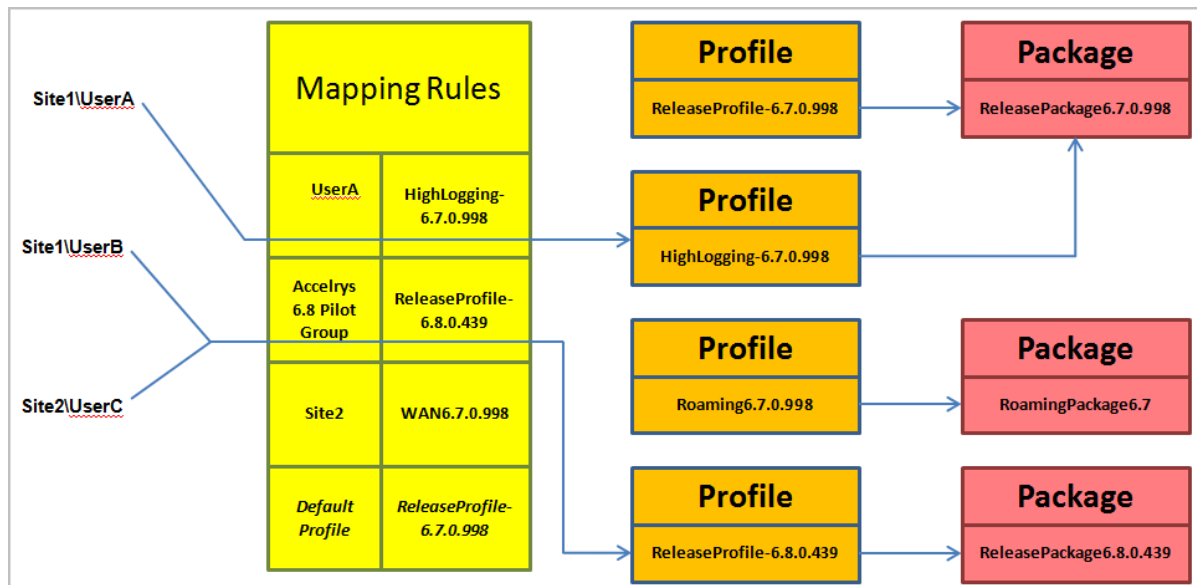 Site1\UserA
Site1\UserB
Site2\UserC
Mapping Rules
UserA
HighLogging-
6.7.0.998
Accelrys
6.8 Pilot
Group
ReleaseProfile-
6.8.0.439
Site2
WAN6.7.0.998
Default
Profile
ReleaseProfile-
6.7.0.998
Profile
ReleaseProfile-6.7.0.998
Package
ReleasePackage6.7.0.998
Profile
HighLogging-6.7.0.998
Profile
Roaming6.7.0.998
Package
RoamingPackage6.7
Profile
ReleaseProfile-6.8.0.439
Package
ReleasePackage6.8.0.439